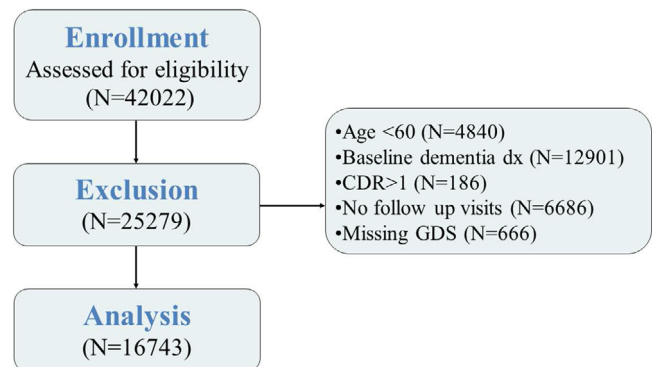 Enrollment
Assessed for eligibility
(N=42022)
Exclusion
(N=25279)
•Age <60 (N=4840)
•Baseline dementia dx (N=12901)
•CDR>1 (N=186)
•No follow up visits (N=6686)
•Missing GDS (N=666)
Analysis
(N=16743)